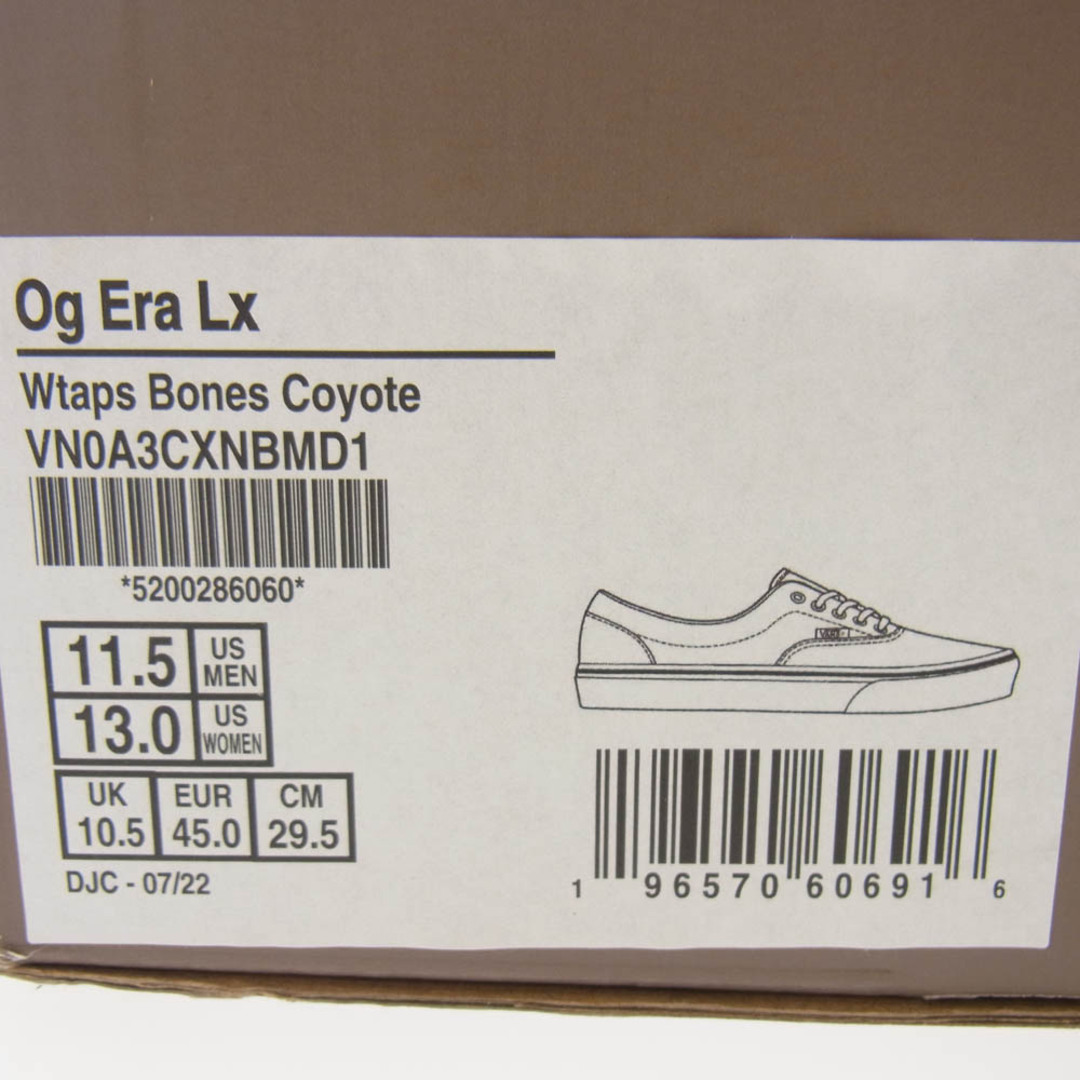 Og Era Lx
Wtaps Bones Coyote
VN0A3CXNBMD1
*5200286060*
11.5 US MEN
13.0 US WOMEN
UK EUR CM
10.5 45.0 29.5
DJC - 07/22
VANS
1 96570 60691 6